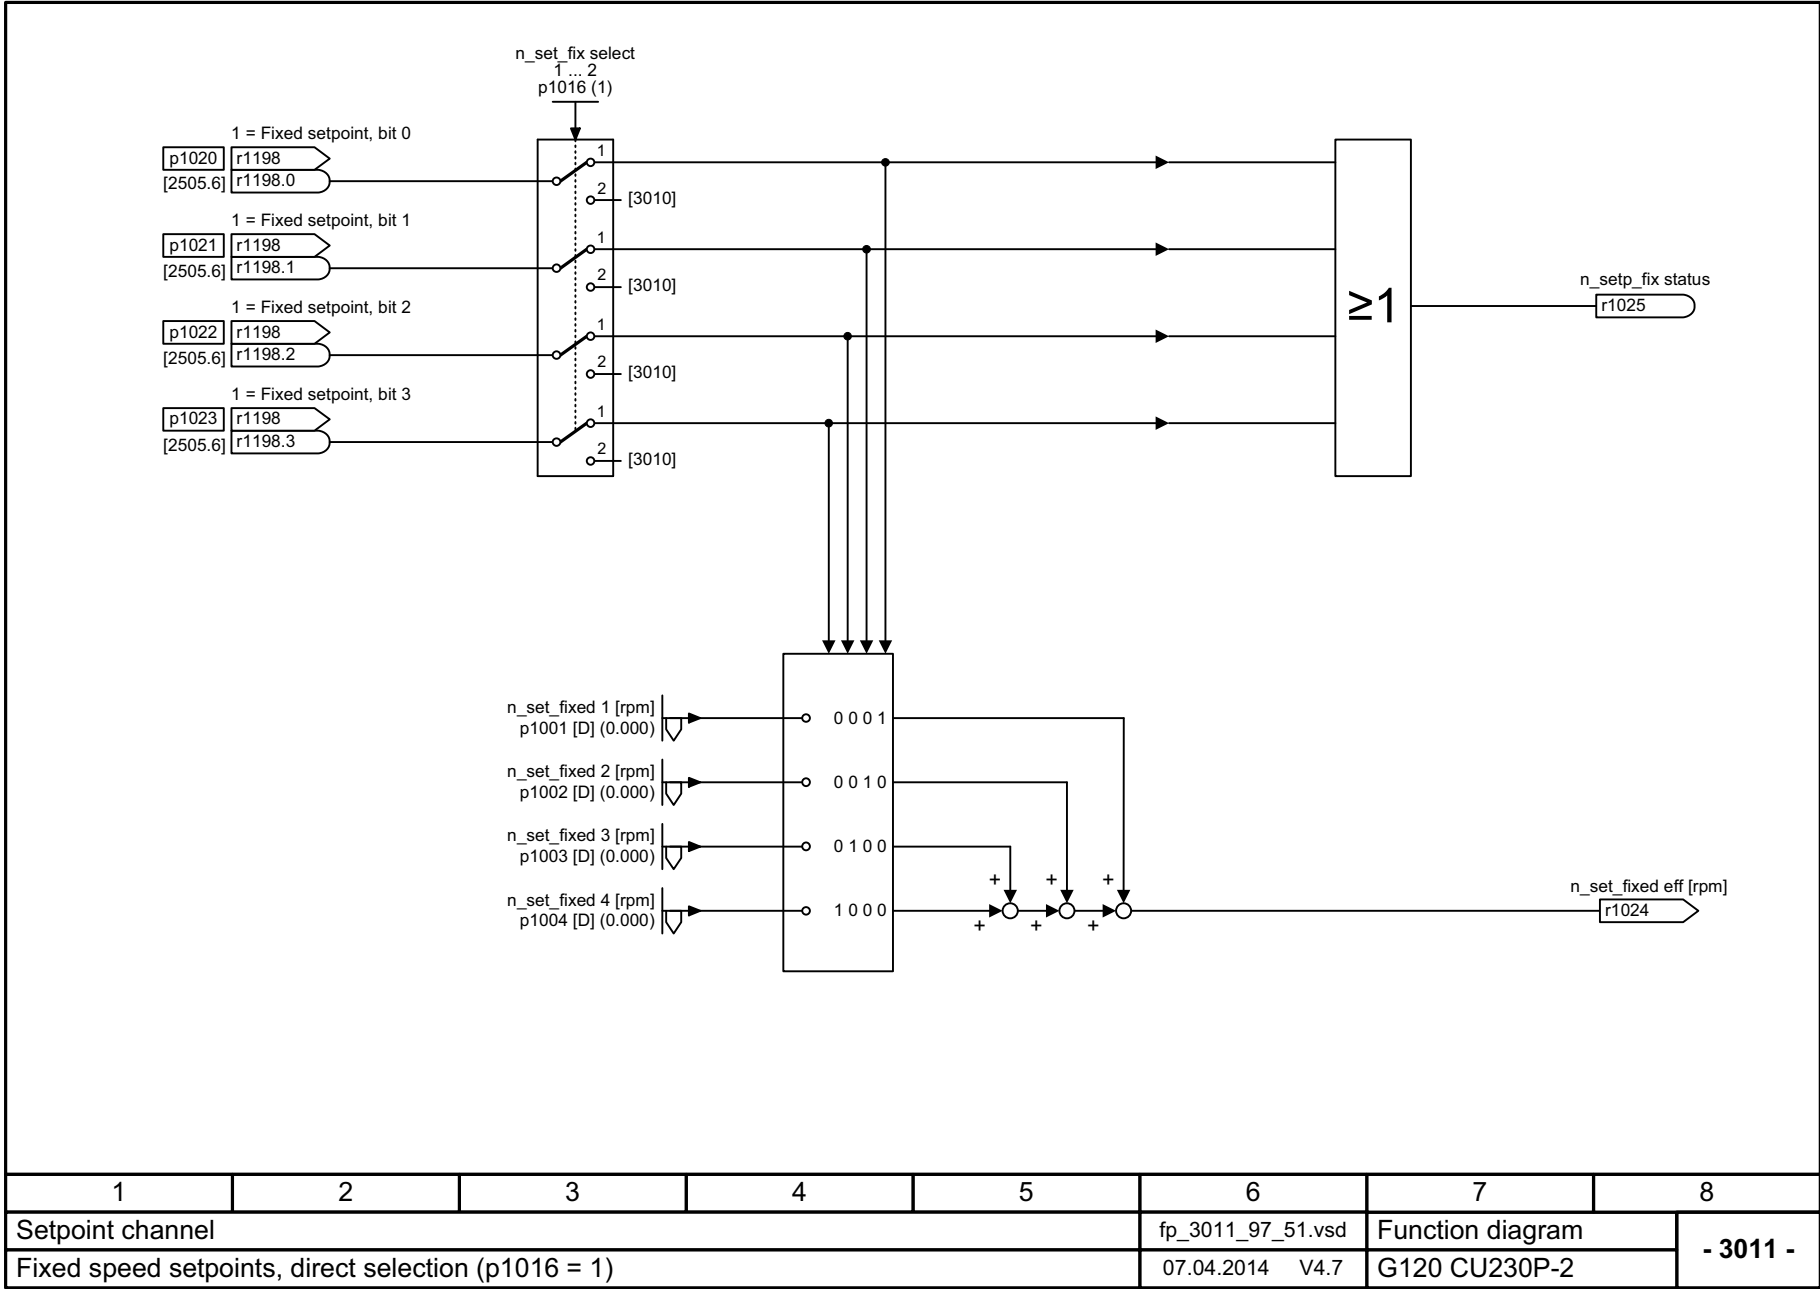 n_set_fix select
1 ... 2
p1016 (1)
1 = Fixed setpoint, bit 0
p1020 r1198
[2505.6] r1198.0
1
2 [3010]
1 = Fixed setpoint, bit 1
p1021 r1198
[2505.6] r1198.1
1
2 [3010]
1 = Fixed setpoint, bit 2
p1022 r1198
[2505.6] r1198.2
1
2 [3010]
1 = Fixed setpoint, bit 3
p1023 r1198
[2505.6] r1198.3
1
2 [3010]
≥1
n_setp_fix status
r1025
n_set_fixed 1 [rpm]
p1001 [D] (0.000)
0 0 0 1
n_set_fixed 2 [rpm]
p1002 [D] (0.000)
0 0 1 0
n_set_fixed 3 [rpm]
p1003 [D] (0.000)
0 1 0 0
n_set_fixed 4 [rpm]
p1004 [D] (0.000)
1 0 0 0
+ + +
+ + +
n_set_fixed eff [rpm]
r1024
1 2 3 4 5 6 7 8
Setpoint channel
fp_3011_97_51.vsd
Function diagram
- 3011 -
Fixed speed setpoints, direct selection (p1016 = 1)
07.04.2014 V4.7
G120 CU230P-2